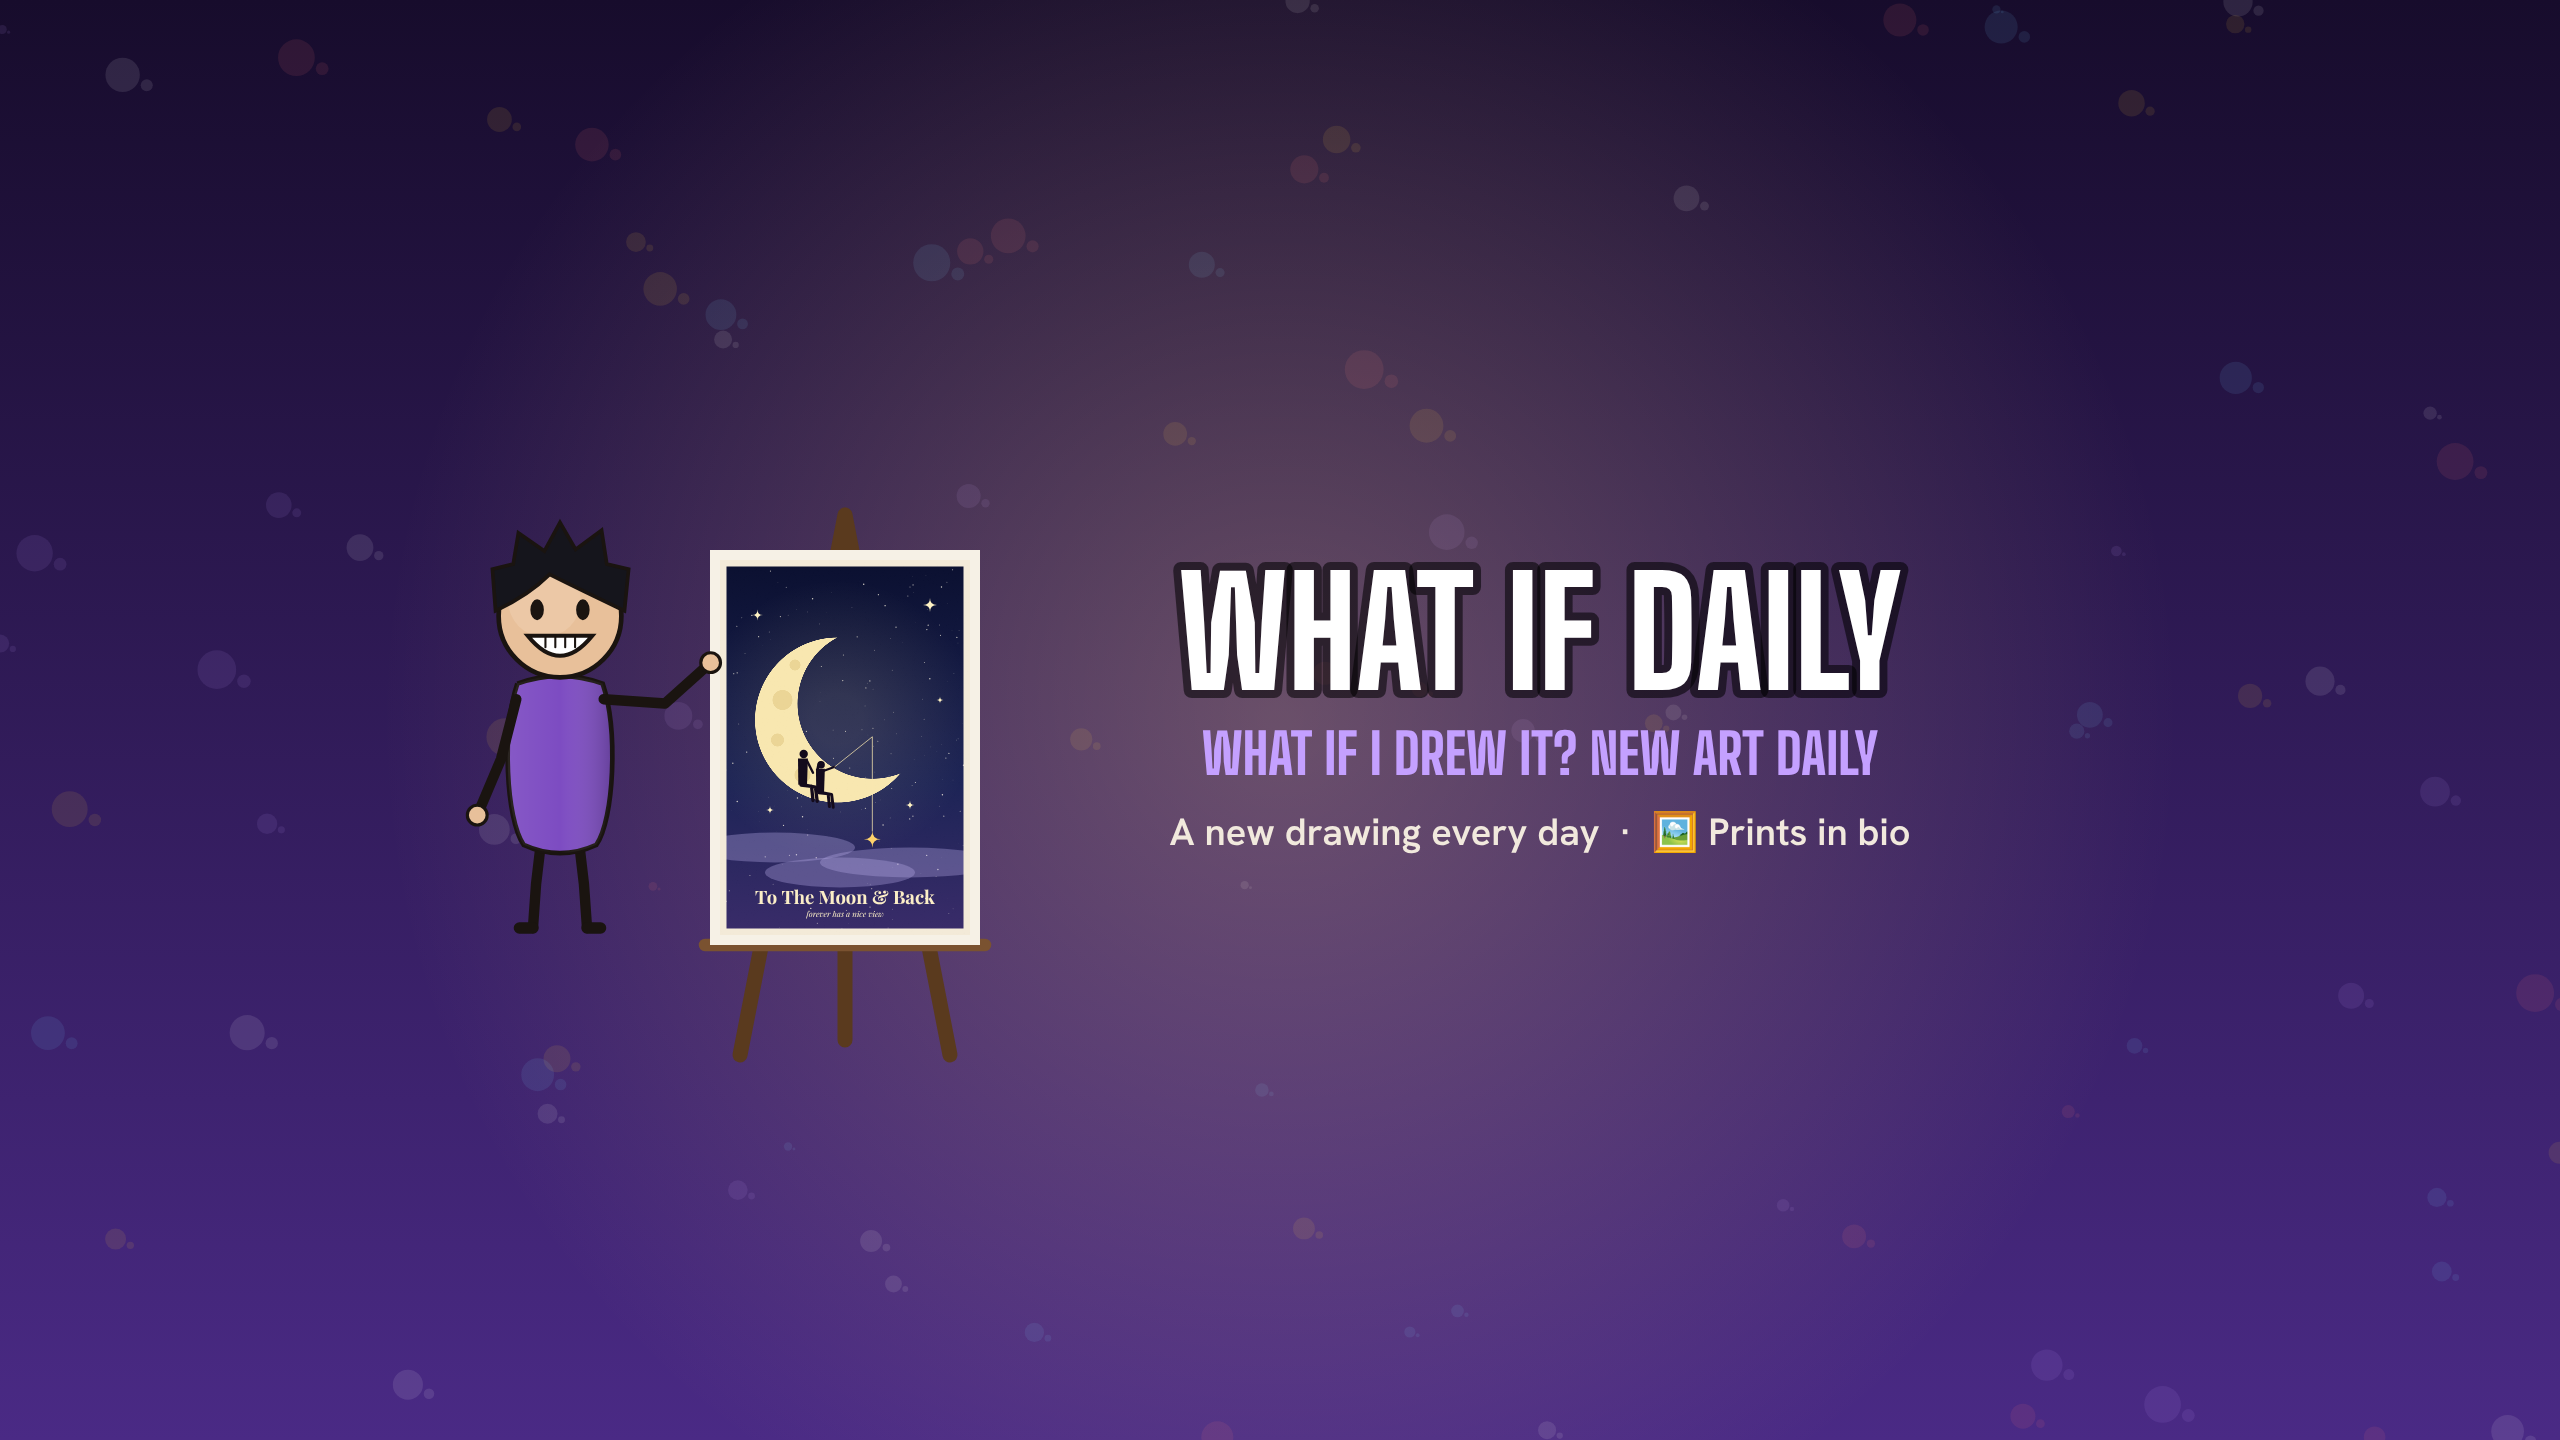 WHAT IF DAILY
WHAT IF I DREW IT? NEW ART DAILY
A new drawing every day · 🖼️ Prints in bio
To The Moon & Back
forever has a nice view